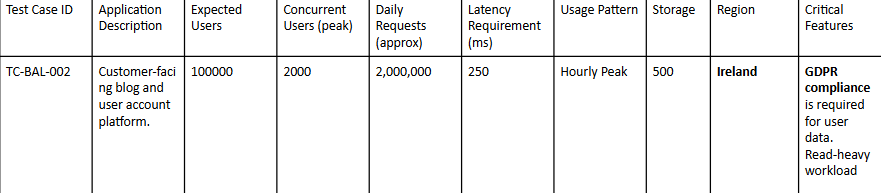 Test Case ID
Application
Description
Expected
Users
Concurrent
Users (peak)
Daily
Requests
(approx)
Latency
Requirement
(ms)
Usage Pattern
Storage
Region
Critical
Features
TC-BAL-002
Customer-faci
ng blog and
user account
platform.
100000
2000
2,000,000
250
Hourly Peak
500
Ireland
GDPR
compliance
is required
for user
data.
Read-heavy
workload